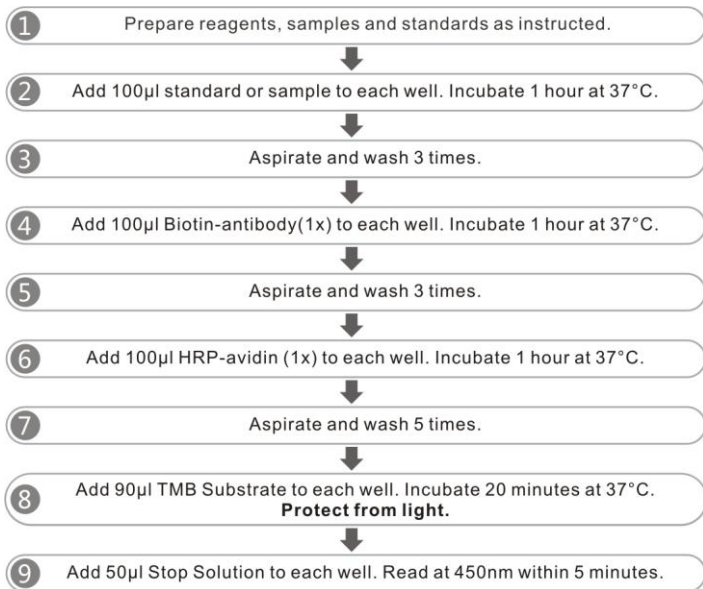 1 Prepare reagents, samples and standards as instructed.
2 Add 100µl standard or sample to each well. Incubate 1 hour at 37°C.
3 Aspirate and wash 3 times.
4 Add 100µl Biotin-antibody(1x) to each well. Incubate 1 hour at 37°C.
5 Aspirate and wash 3 times.
6 Add 100µl HRP-avidin (1x) to each well. Incubate 1 hour at 37°C.
7 Aspirate and wash 5 times.
8 Add 90µl TMB Substrate to each well. Incubate 20 minutes at 37°C.
Protect from light.
9 Add 50µl Stop Solution to each well. Read at 450nm within 5 minutes.